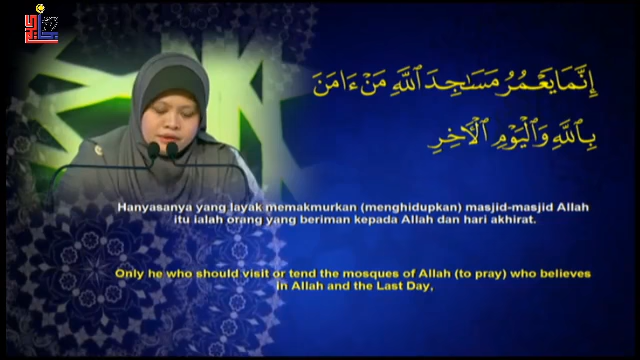 إِنَّمَا يَعْمُرُ مَسَٰجِدَ ٱللَّهِ مَنْ ءَامَنَ
بِٱللَّهِ وَٱلْيَوْمِ ٱلْأَٓخِرِ
Hanyasanya yang layak memakmurkan (menghidupkan) masjid-masjid Allah
itu ialah orang yang beriman kepada Allah dan hari akhirat.
Only he who should visit or tend the mosques of Allah (to pray) who believes
in Allah and the Last Day,